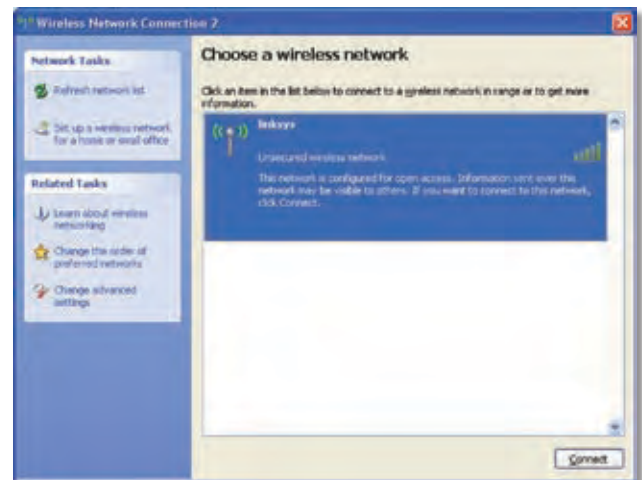 Wireless Network Connection 2
Network Tasks
Refresh network list
Set up a wireless network
for a home or small office
Related Tasks
Learn about wireless
networking
Change the order of
preferred networks
Change advanced
settings
Choose a wireless network
Click an item in the list below to connect to a wireless network in range or to get more
information.
linksys
Unsecured wireless network
This network is configured for open access. Information sent over this
network may be visible to others. If you want to connect to this network,
click Connect.
Connect